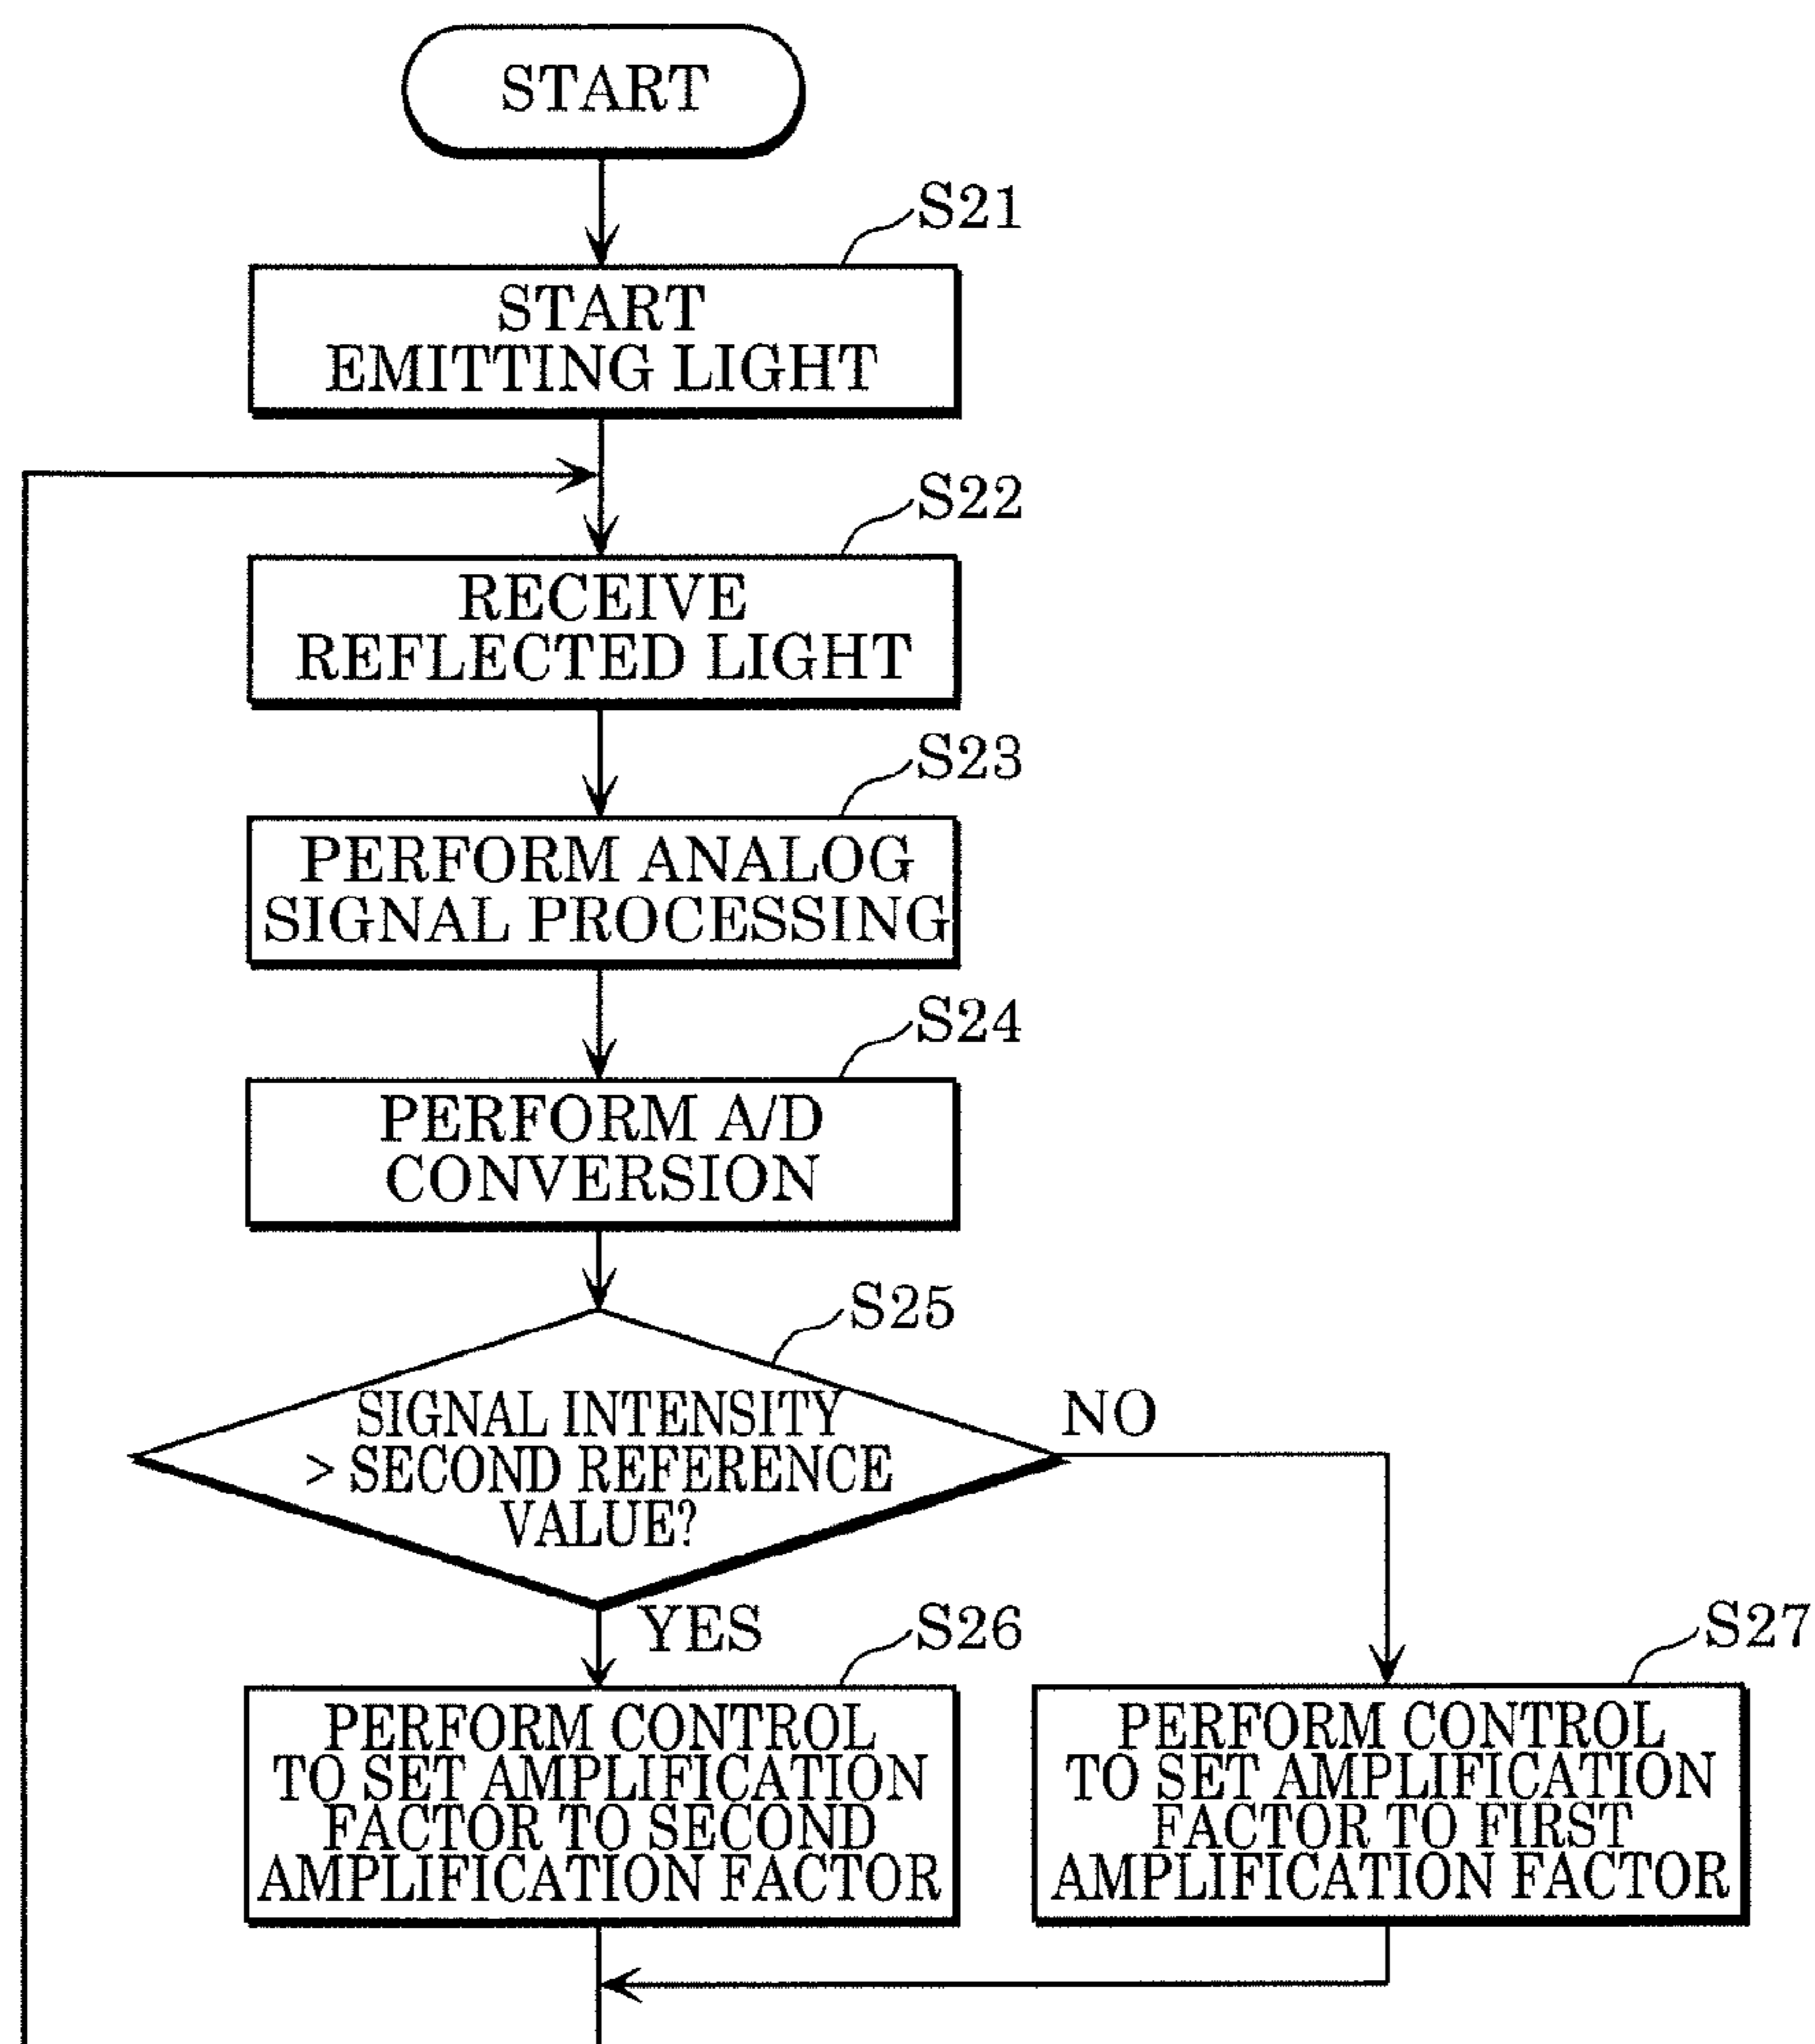 START
S21
START
EMITTING LIGHT
S22
RECEIVE
REFLECTED LIGHT
S23
PERFORM ANALOG
SIGNAL PROCESSING
S24
PERFORM A/D
CONVERSION
S25
SIGNAL INTENSITY
> SECOND REFERENCE
VALUE?
NO
YES
S26
PERFORM CONTROL
TO SET AMPLIFICATION
FACTOR TO SECOND
AMPLIFICATION FACTOR
S27
PERFORM CONTROL
TO SET AMPLIFICATION
FACTOR TO FIRST
AMPLIFICATION FACTOR